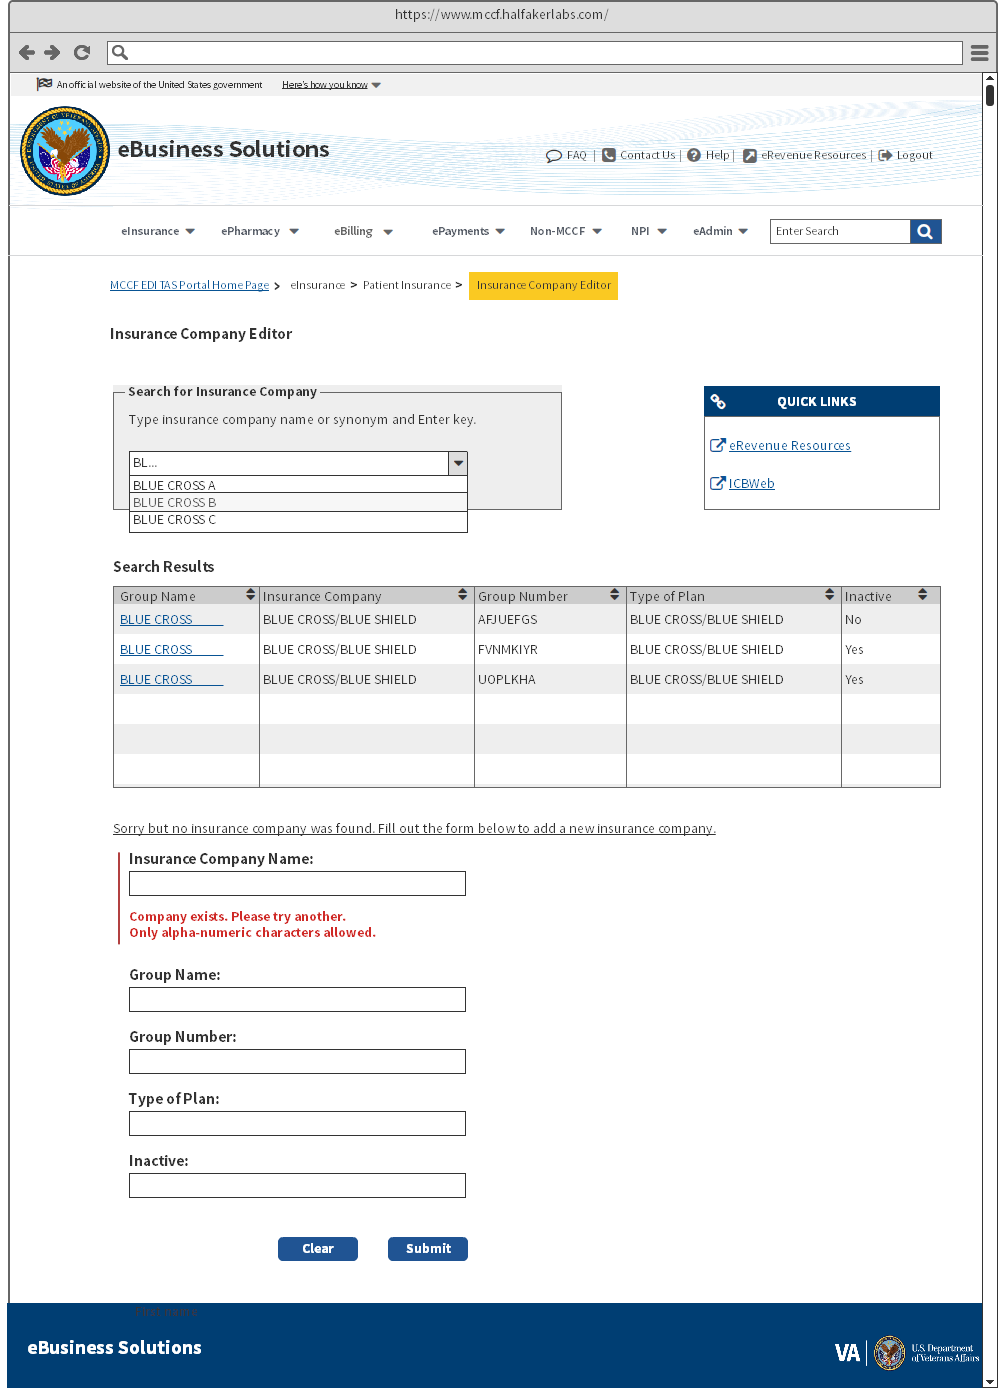 https://www.mccf.halfakerlabs.com/
An official website of the United States government Here's how you know
eBusiness Solutions
FAQ | Contact Us | Help | eRevenue Resources | Logout
eInsurance ePharmacy eBilling ePayments Non-MCCF NPI eAdmin Enter Search
MCCF EDI TAS Portal Home Page > eInsurance > Patient Insurance > Insurance Company Editor
Insurance Company Editor
Search for Insurance Company
Type insurance company name or synonym and Enter key.
BL...
BLUE CROSS A
BLUE CROSS B
BLUE CROSS C
QUICK LINKS
eRevenue Resources
ICBWeb
Search Results
Group Name Insurance Company Group Number Type of Plan Inactive
BLUE CROSS BLUE CROSS/BLUE SHIELD AFJUEFGS BLUE CROSS/BLUE SHIELD No
BLUE CROSS BLUE CROSS/BLUE SHIELD FVNMKIYR BLUE CROSS/BLUE SHIELD Yes
BLUE CROSS BLUE CROSS/BLUE SHIELD UOPLKHA BLUE CROSS/BLUE SHIELD Yes
Sorry but no insurance company was found. Fill out the form below to add a new insurance company.
Insurance Company Name:
Company exists. Please try another.
Only alpha-numeric characters allowed.
Group Name:
Group Number:
Type of Plan:
Inactive:
Clear Submit
eBusiness Solutions
VA U.S. Department
of Veterans Affairs